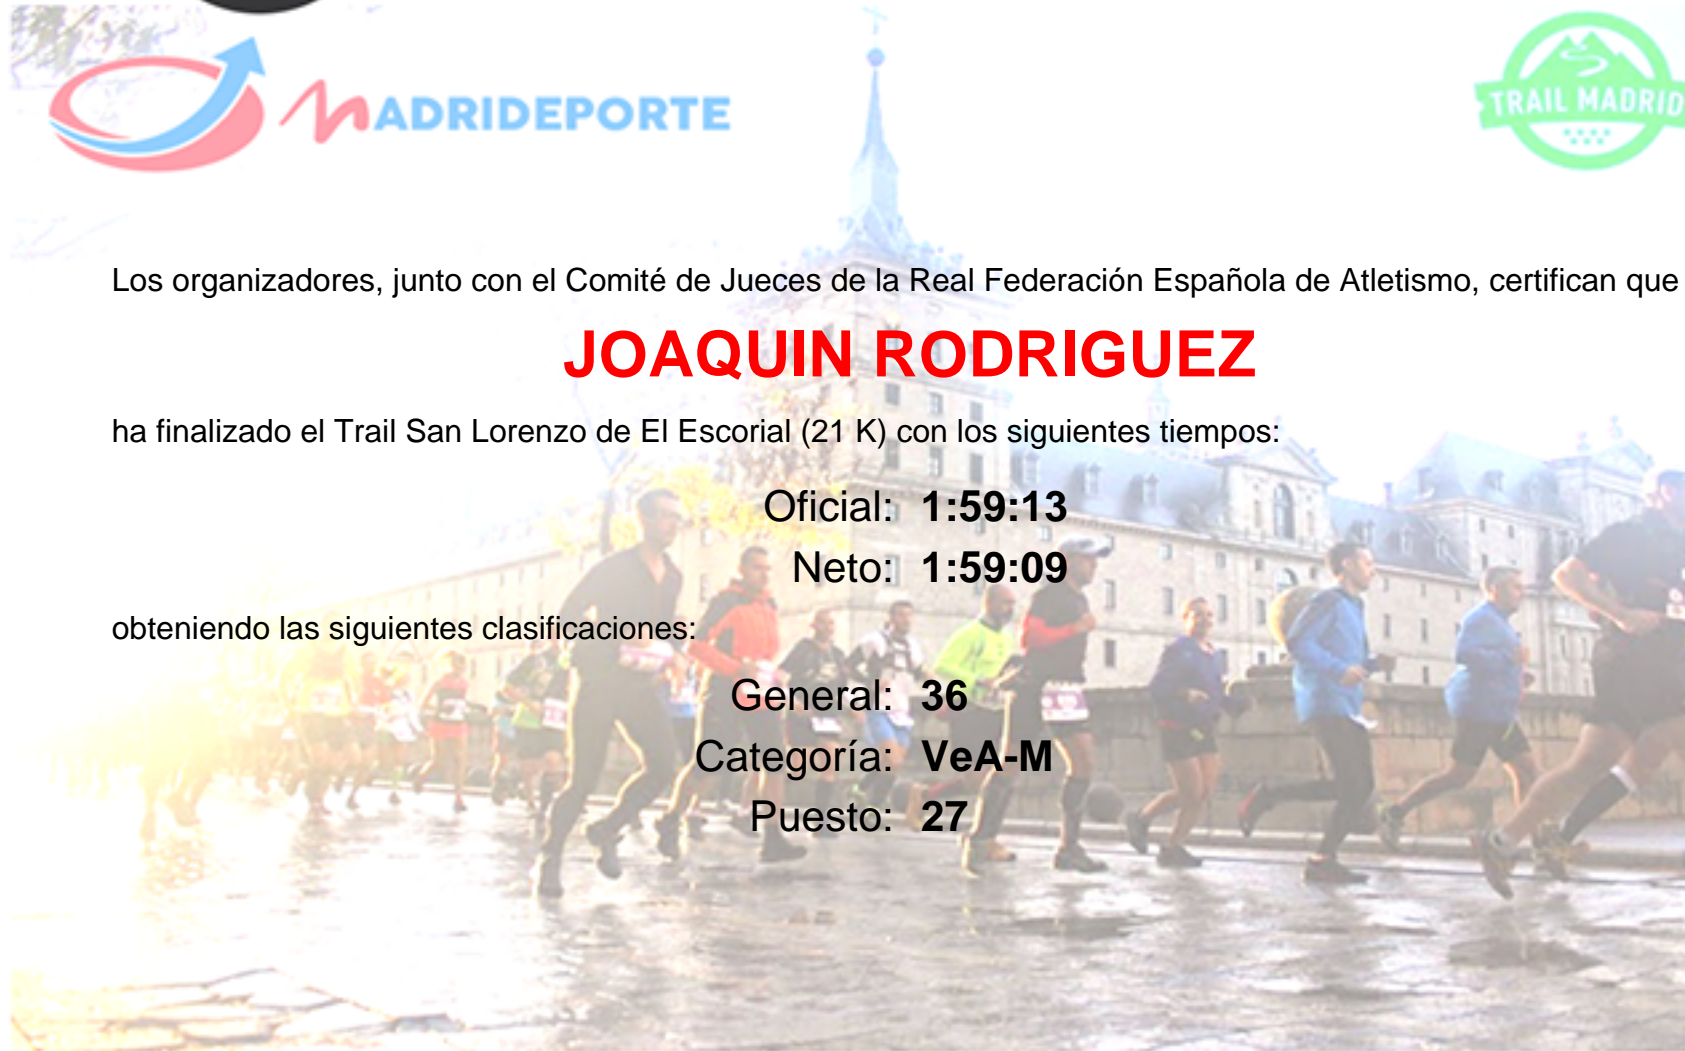 MADRIDEPORTE
TRAIL MADRID
Los organizadores, junto con el Comité de Jueces de la Real Federación Española de Atletismo, certifican que
JOAQUIN RODRIGUEZ
ha finalizado el Trail San Lorenzo de El Escorial (21 K) con los siguientes tiempos:
Oficial: 1:59:13
Neto: 1:59:09
obteniendo las siguientes clasificaciones:
General: 36
Categoría: VeA-M
Puesto: 27